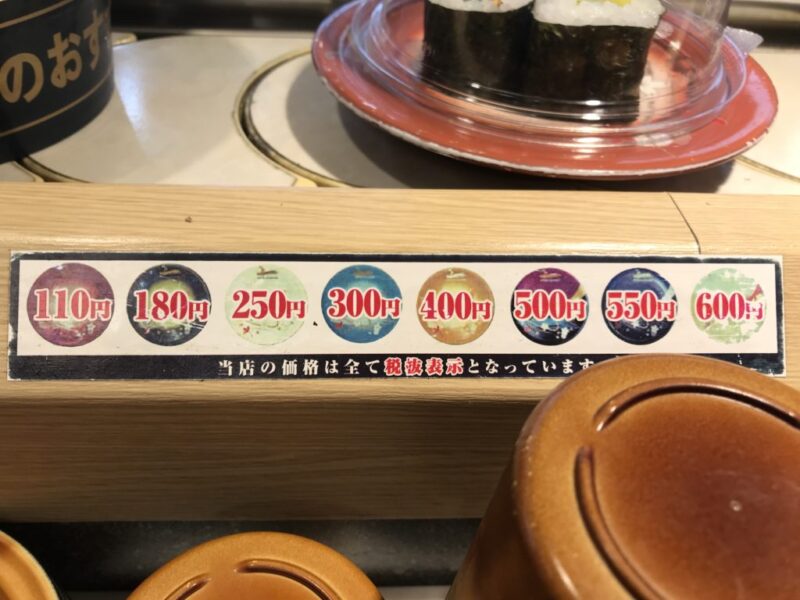 のおす
110円 180円 250円 300円 400円 500円 550円 600円
当店の価格は全て税抜表示となっています